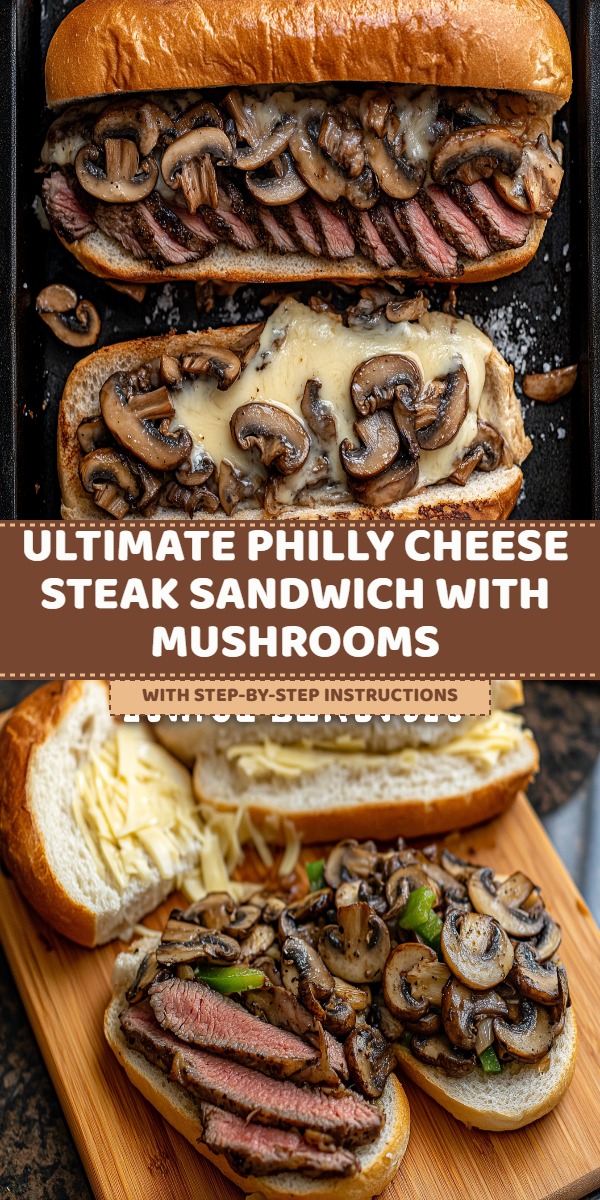 ULTIMATE PHILLY CHEESE
STEAK SANDWICH WITH
MUSHROOMS
WITH STEP-BY-STEP INSTRUCTIONS